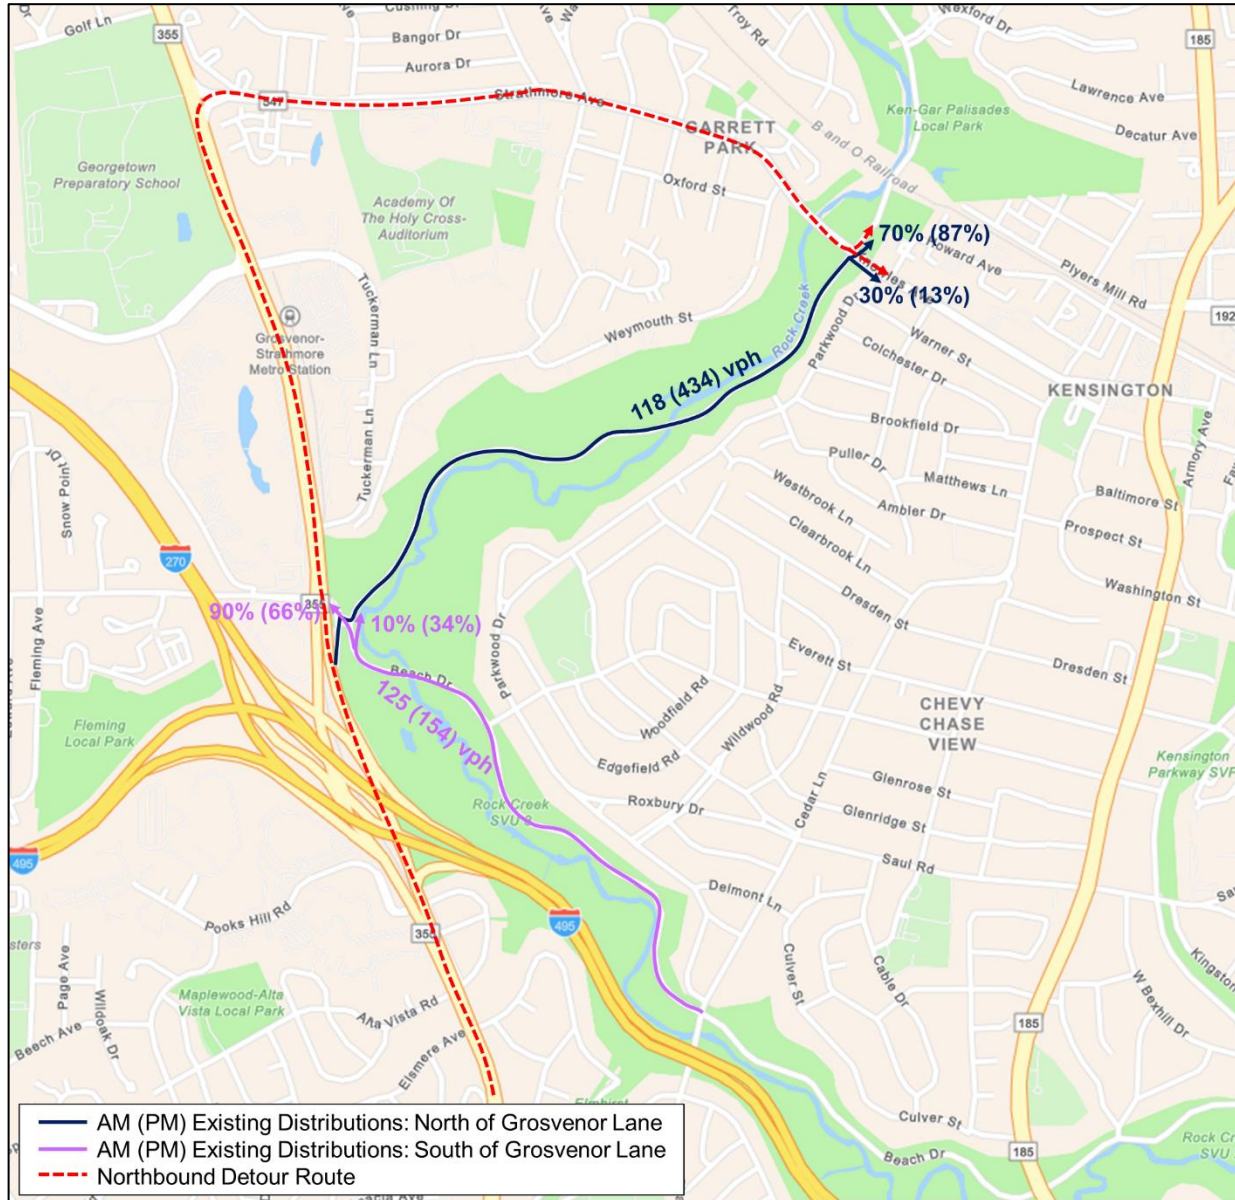 Golf Ln
355
Cushing Dr
Bangor Dr
Aurora Dr
Troy Rd
Wexford Dr
185
Lawrence Ave
Decatur Ave
547
Strathmore Ave
GARRETT
PARK
B and O Railroad
Ken-Gar Palisades
Local Park
Georgetown
Preparatory School
Academy Of
The Holy Cross-
Auditorium
Oxford St
70% (87%)
Howard Ave
Plyers Mill Rd
30% (13%)
192
Tuckerman Ln
Grosvenor-
Strathmore
Metro Station
Weymouth St
Rock Creek
Parkwood Dr
Warner St
Colchester Dr
KENSINGTON
118 (434) vph
Brookfield Dr
Armory Ave
Tuckerman Ln
Snow Point Dr
Puller Dr
Matthews Ln
Baltimore St
Westbrook Ln
Ambler Dr
Prospect St
Clearbrook Ln
270
Washington St
Dresden St
355
90% (66%)
10% (34%)
Fleming Ave
Parkwood Dr
Everett St
Dresden St
Beach Dr
125 (154) vph
Woodfield Rd
Wildwood Rd
CHEVY
CHASE
VIEW
Fleming
Local Park
Edgefield Rd
Kensington
Parkway SVP
Glenrose St
Rock Creek
SVU 3
Roxbury Dr
Cedar Ln
Glenridge St
495
Saul Rd
Delmont Ln
Pooks Hill Rd
355
495
Culver St
Cable Dr
Kingston
W Bexhill Dr
Page Ave
Wildoak Dr
Maplewood-Alta
Vista Local Park
Alta Vista Rd
Beech Ave
Elsmere Ave
185
Elmhirst
Culver St
Beach Dr
185
Rock Cr
SVU
AM (PM) Existing Distributions: North of Grosvenor Lane
AM (PM) Existing Distributions: South of Grosvenor Lane
Northbound Detour Route